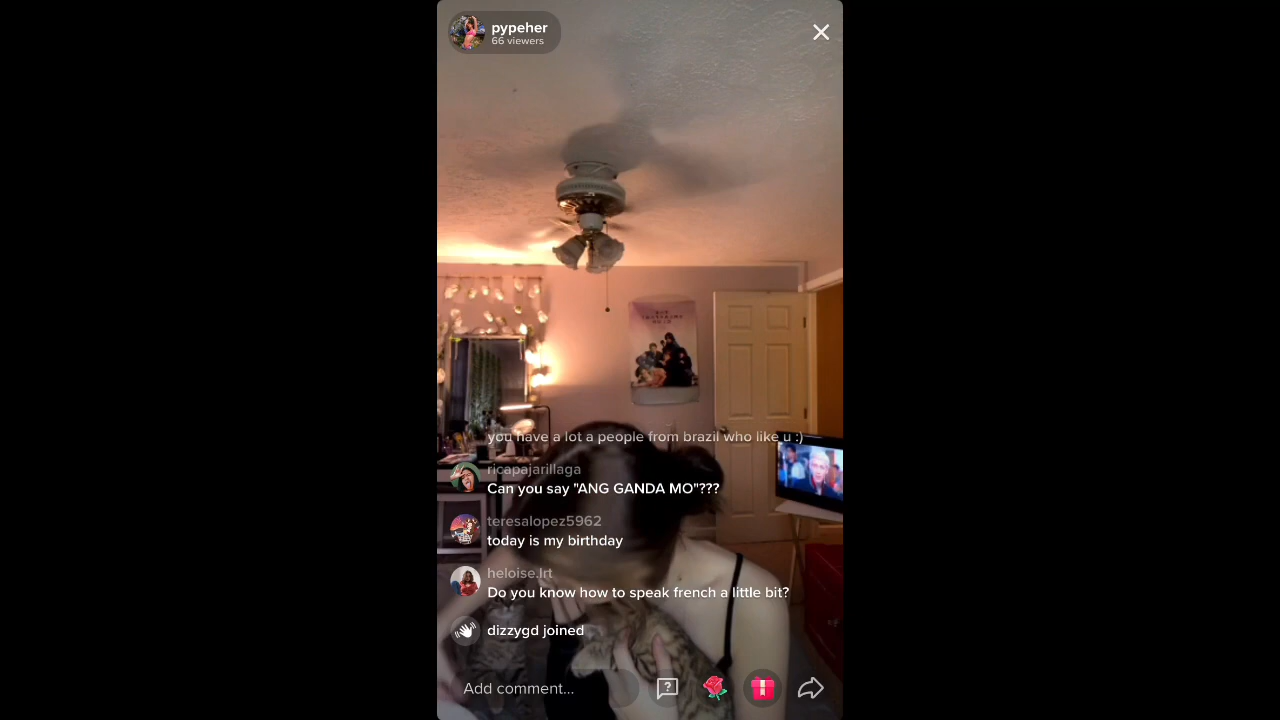 pypeher
66 viewers
you have a lot a people from brazil who like u :)
ricapajarillaga
Can you say "ANG GANDA MO"???
teresalopez5962
today is my birthday
heloise.lrt
Do you know how to speak french a little bit?
dizzygd joined
Add comment...